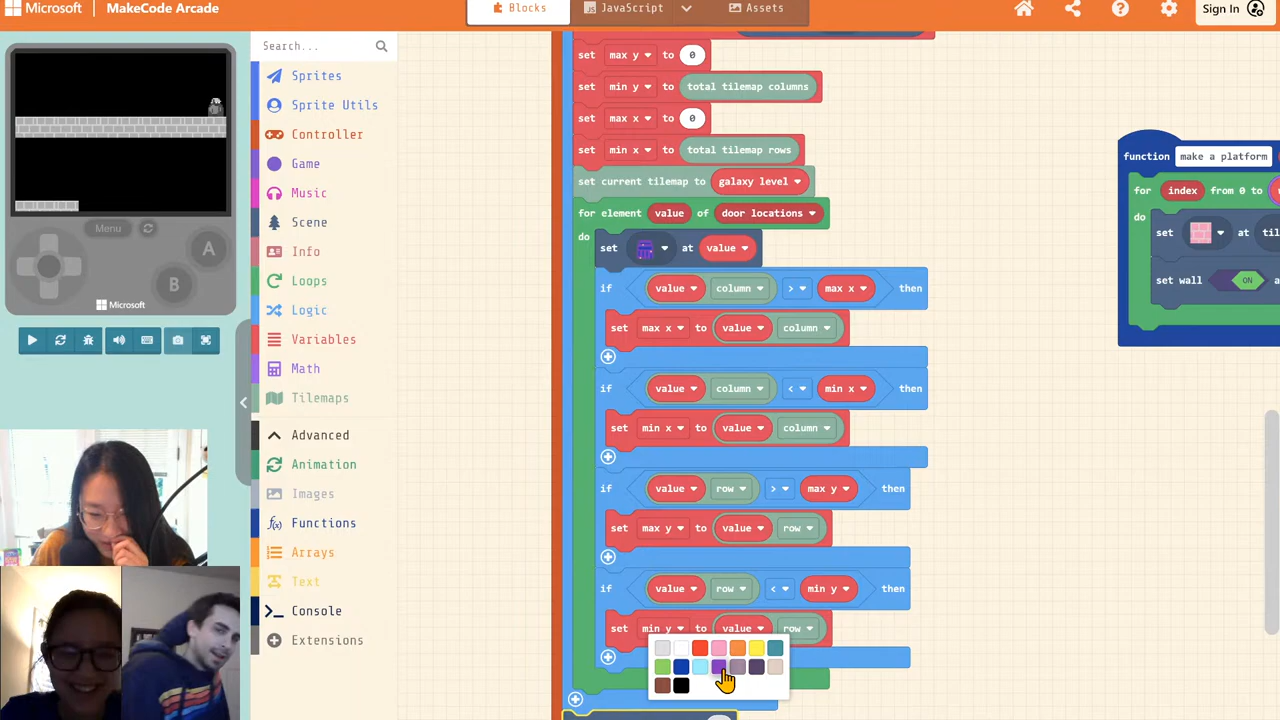 Microsoft
MakeCode Arcade
Blocks
JavaScript
Assets
Sign In
Menu
A
B
Microsoft
Search...
Sprites
Sprite Utils
Controller
Game
Music
Scene
Info
Loops
Logic
Variables
Math
Tilemaps
Advanced
Animation
Images
Functions
Arrays
Text
Console
Extensions
set max y to 0
set min y to total tilemap columns
set max x to 0
set min x to total tilemap rows
set current tilemap to galaxy level
for element value of door locations
do
set at value
if value column > max x then
set max x to value column
if value column < min x then
set min x to value column
if value row > max y then
set max y to value row
if value row < min y then
set min y to value row
function make a platform
for index from 0 to
do
set at til
set wall ON a